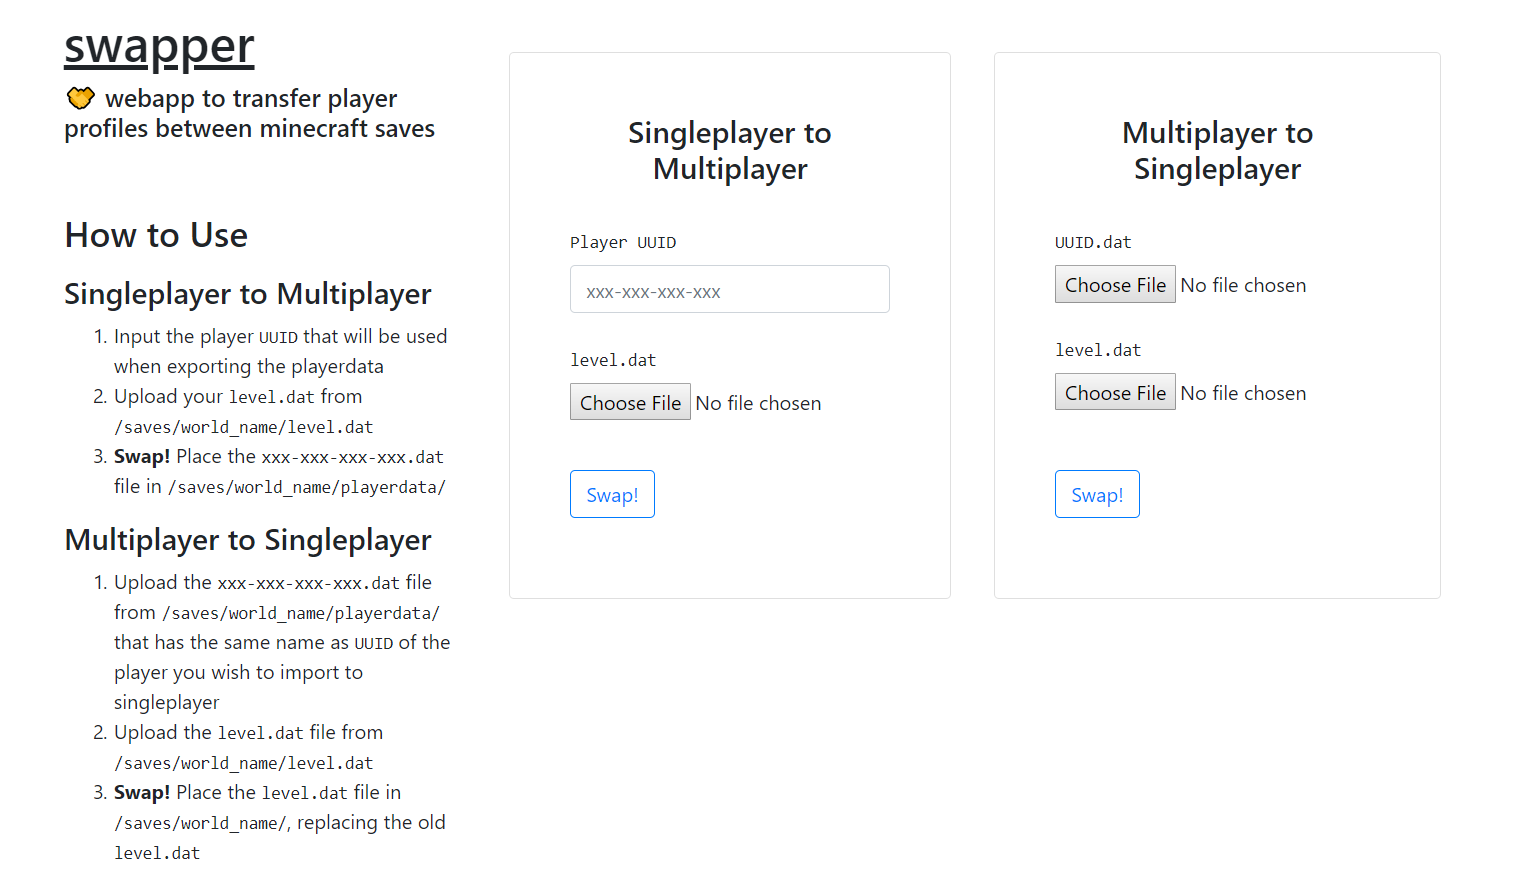 swapper
webapp to transfer player
profiles between minecraft saves
How to Use
Singleplayer to Multiplayer
1. Input the player UUID that will be used
when exporting the playerdata
2. Upload your level.dat from
/saves/world_name/level.dat
3. Swap! Place the xxx-xxx-xxx-xxx.dat
file in /saves/world_name/playerdata/
Multiplayer to Singleplayer
1. Upload the xxx-xxx-xxx-xxx.dat file
from /saves/world_name/playerdata/
that has the same name as UUID of the
player you wish to import to
singleplayer
2. Upload the level.dat file from
/saves/world_name/level.dat
3. Swap! Place the level.dat file in
/saves/world_name/, replacing the old
level.dat
Singleplayer to
Multiplayer
Player UUID
xxx-xxx-xxx-xxx
level.dat
Choose File No file chosen
Swap!
Multiplayer to
Singleplayer
UUID.dat
Choose File No file chosen
level.dat
Choose File No file chosen
Swap!